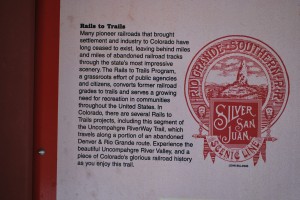 Rails to Trails
Many pioneer railroads that brought
settlement and industry to Colorado have
long ceased to exist, leaving behind miles
and miles of abandoned railroad tracks
through the state's most impressive
scenery. The Rails to Trails Program,
a grassroots effort of public agencies
and citizens, converts former railroad
grades to trails and serves a growing
need for recreation in communities
throughout the United States. In
Colorado, there are several Rails to
Trails projects, including this segment of
the Uncompahgre RiverWay Trail, which
travels along a portion of an abandoned
Denver & Rio Grande route. Experience the
beautiful Uncompahgre River Valley, and a
piece of Colorado's glorious railroad history
as you enjoy this trail.
RIO GRANDE SOUTHERN R.R.
SILVER
SAN
JUAN
SCENIC LINE